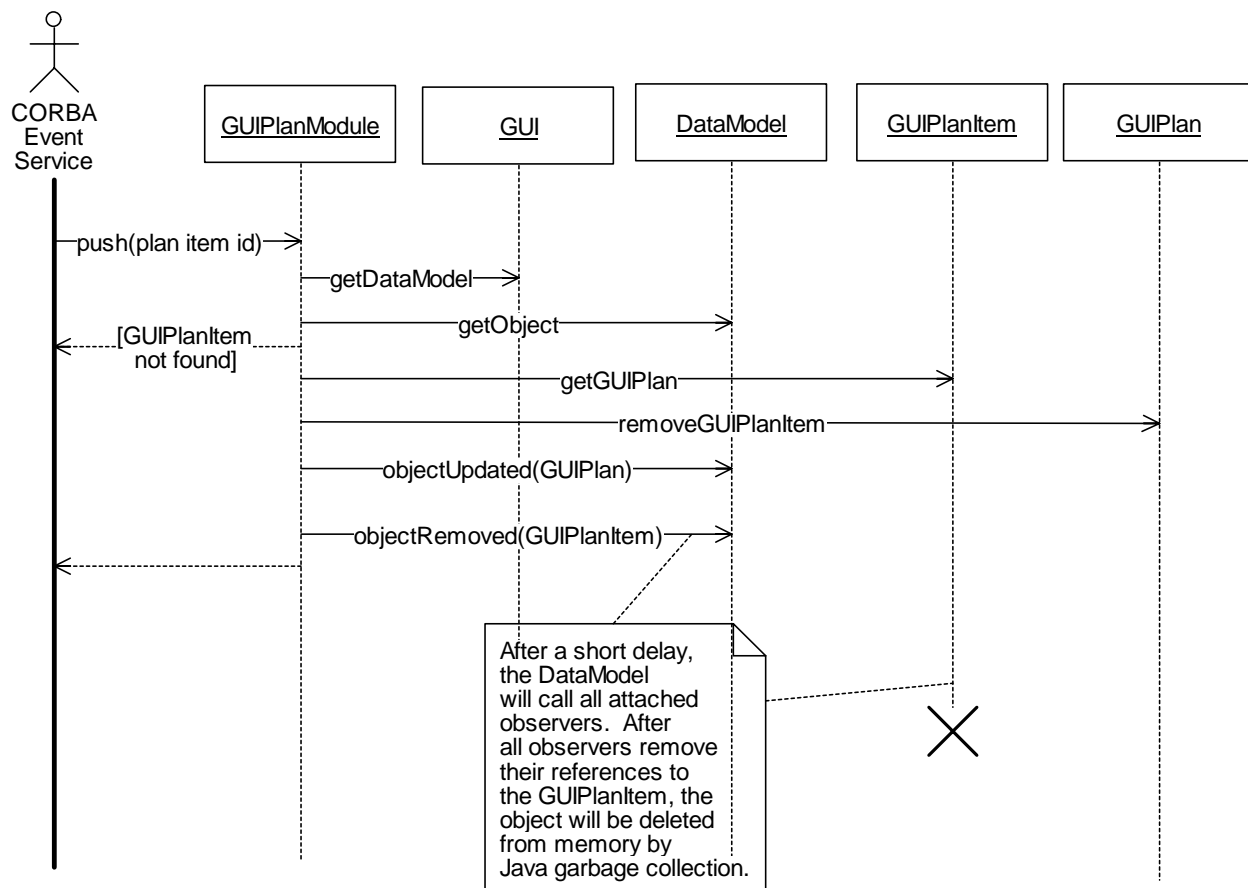 CORBA
Event
Service
GUIPlanModule
GUI
DataModel
GUIPlanItem
GUIPlan
push(plan item id)
getDataModel
getObject
[GUIPlanItem
not found]
getGUIPlan
removeGUIPlanItem
objectUpdated(GUIPlan)
objectRemoved(GUIPlanItem)
After a short delay,
the DataModel
will call all attached
observers.  After
all observers remove
their references to
the GUIPlanItem, the
object will be deleted
from memory by
Java garbage collection.